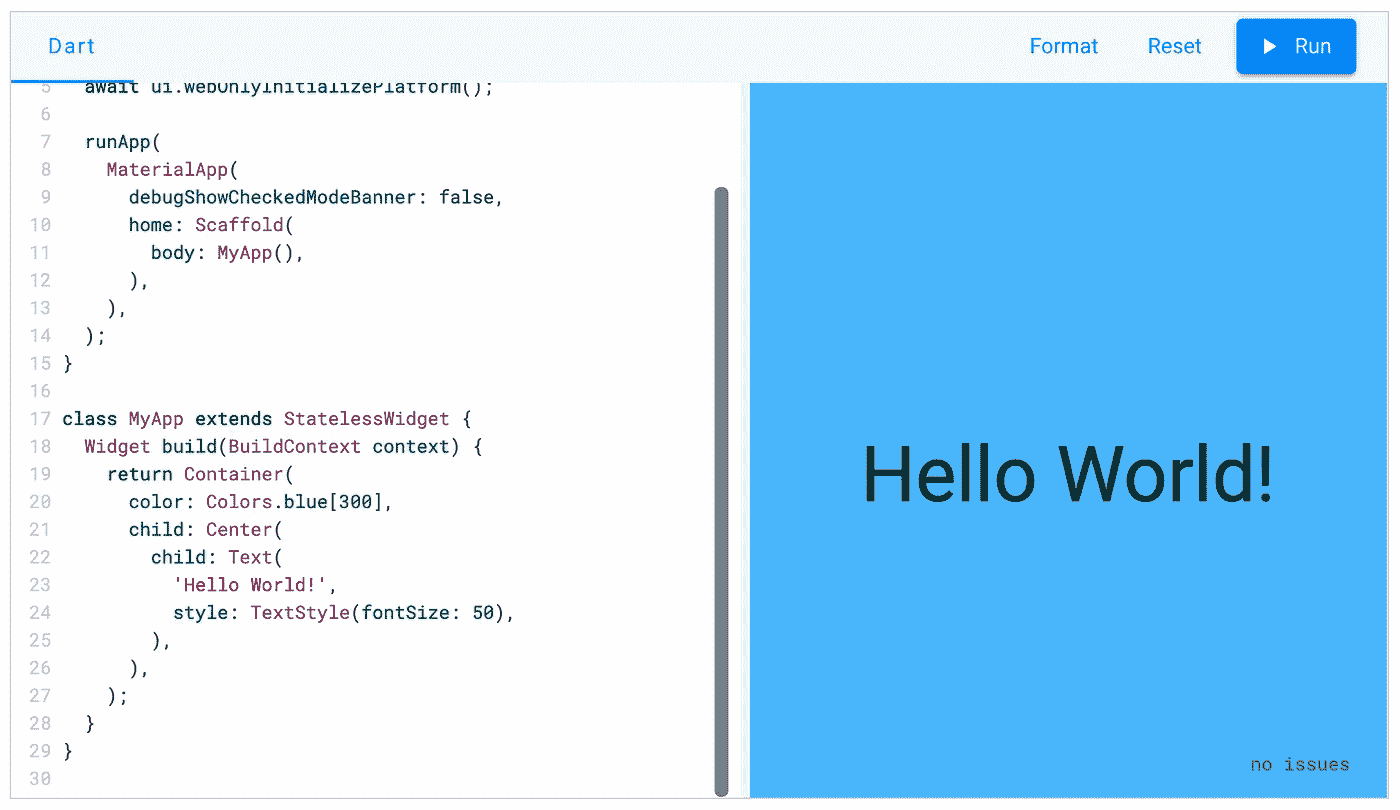 Dart
Format Reset Run
5 await ui.webOnlyInitializePlatform();
6
7 runApp(
8 MaterialApp(
9 debugShowCheckedModeBanner: false,
10 home: Scaffold(
11 body: MyApp(),
12 ),
13 ),
14 );
15 }
16
17 class MyApp extends StatelessWidget {
18 Widget build(BuildContext context) {
19 return Container(
20 color: Colors.blue[300],
21 child: Center(
22 child: Text(
23 'Hello World!',
24 style: TextStyle(fontSize: 50),
25 ),
26 ),
27 );
28 }
29 }
30
Hello World!
no issues